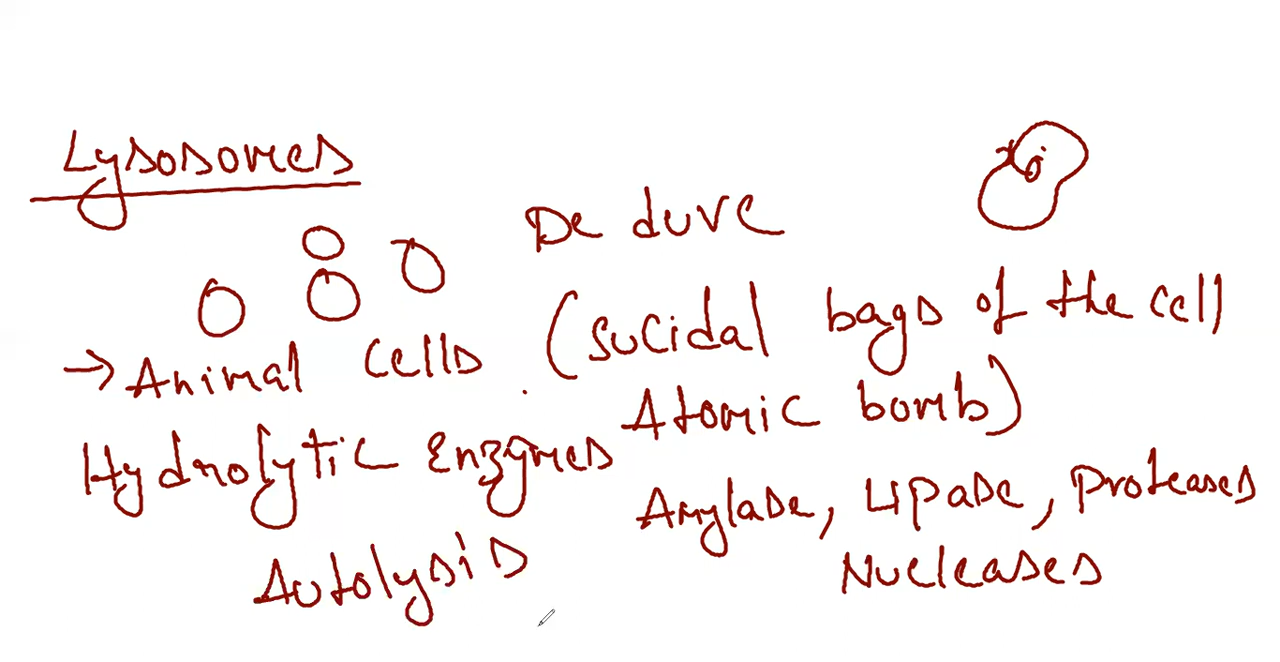 Lysosomes
De duve
(Sucidal bags of the cell
→ Animal cells.
Atomic bomb)
Hydrolytic Enzymes
Amylase, Lipase, Proteases
Nucleases
Autolysis